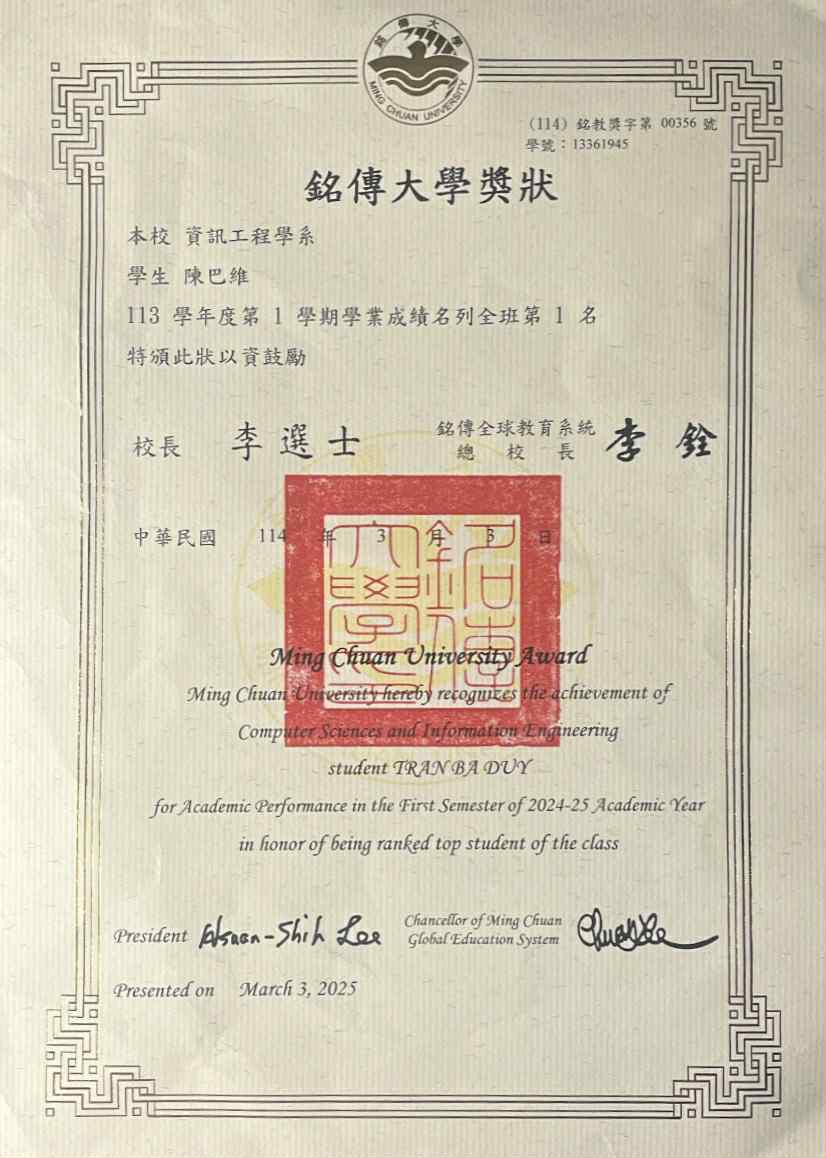 銘傳大學
MING CHUAN UNIVERSITY
(114) 銘教獎字第 00356 號
學號：13361945
銘傳大學獎狀
本校 資訊工程學系
學生 陳巴維
113 學年度第 1 學期學業成績名列全班第 1 名
特頒此狀以資鼓勵
校長 李選士
銘傳全球教育系統
總校長 李銓
中華民國 114 年 3 月 3 日
銘傳大學
Ming Chuan University Award
Ming Chuan University hereby recognizes the achievement of
Computer Sciences and Information Engineering
student TRAN BA DUY
for Academic Performance in the First Semester of 2024-25 Academic Year
in honor of being ranked top student of the class
President Hsuan-Shih Lee
Chancellor of Ming Chuan
Global Education System
Presented on March 3, 2025